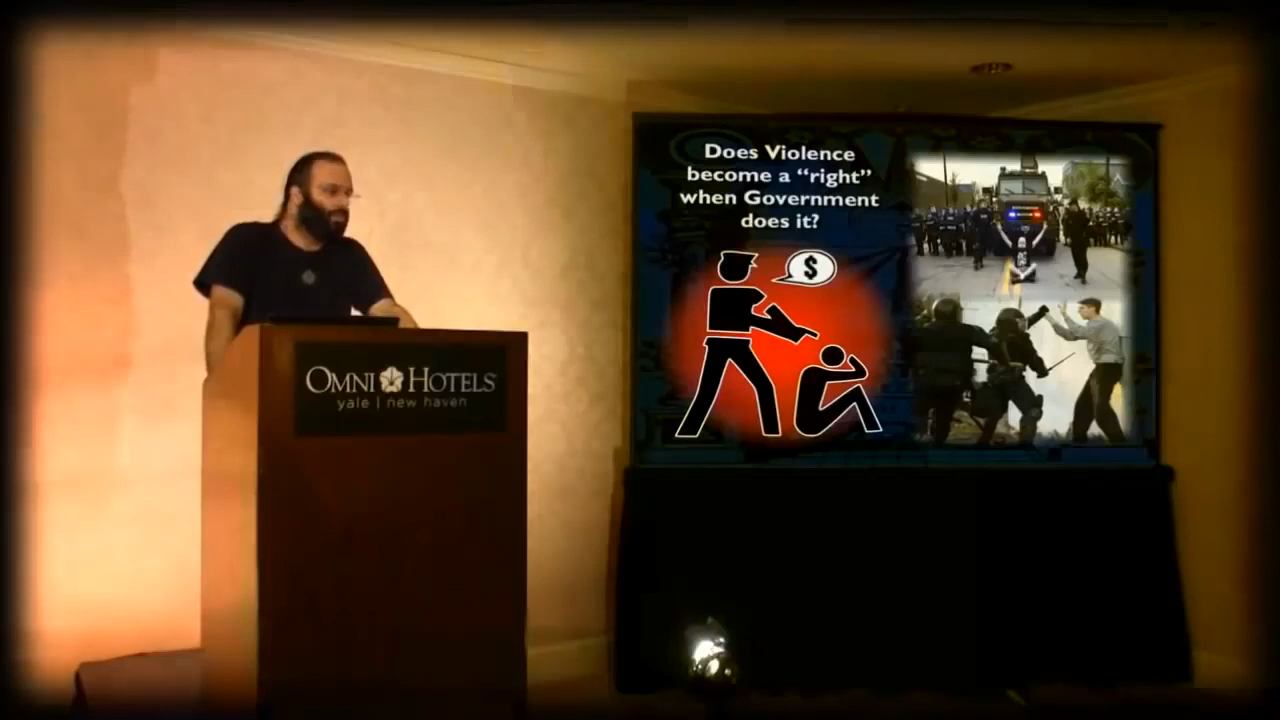 Does Violence
become a “right”
when Government
does it?
$
OMNI HOTELS
yale | new haven